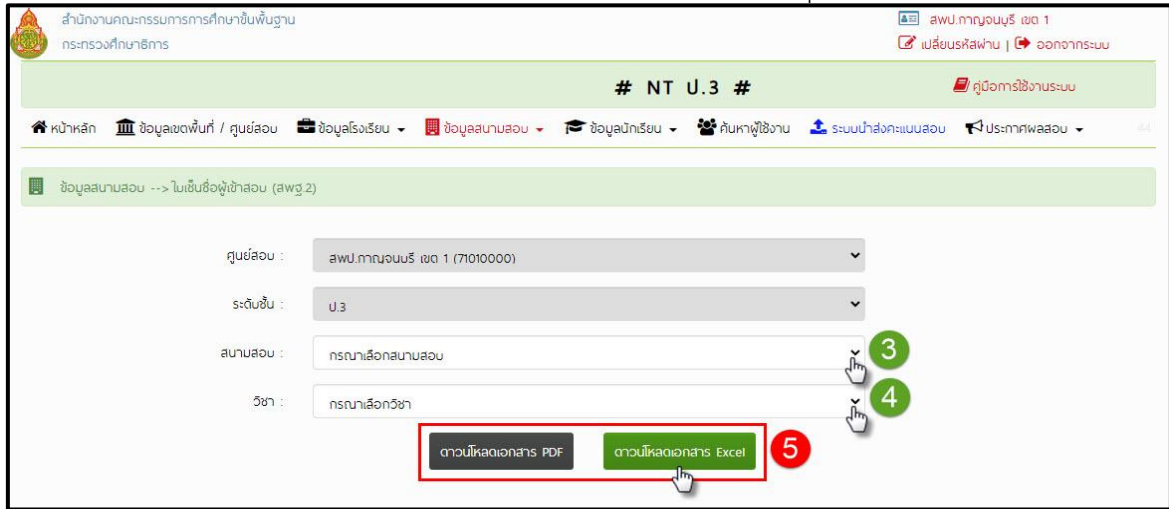 สำนักงานคณะกรรมการการศึกษาขั้นพื้นฐาน
กระทรวงศึกษาธิการ
สพป.กาญจนบุรี เขต 1
เปลี่ยนรหัสผ่าน | ออกจากระบบ
# NT ป.3 #
คู่มือการใช้งานระบบ
หน้าหลัก ข้อมูลเขตพื้นที่ / ศูนย์สอบ ข้อมูลโรงเรียน ข้อมูลสนามสอบ ข้อมูลนักเรียน ค้นหาผู้ใช้งาน ระบบนำส่งคะแนนสอบ ประกาศผลสอบ
ข้อมูลสนามสอบ --> ใบเซ็นชื่อผู้เข้าสอบ (สพฐ.2)
ศูนย์สอบ : สพป.กาญจนบุรี เขต 1 (71010000)
ระดับชั้น : ป.3
สนามสอบ : กรุณาเลือกสนามสอบ 3
วิชา : กรุณาเลือกวิชา 4
ดาวน์โหลดเอกสาร PDF ดาวน์โหลดเอกสาร Excel 5